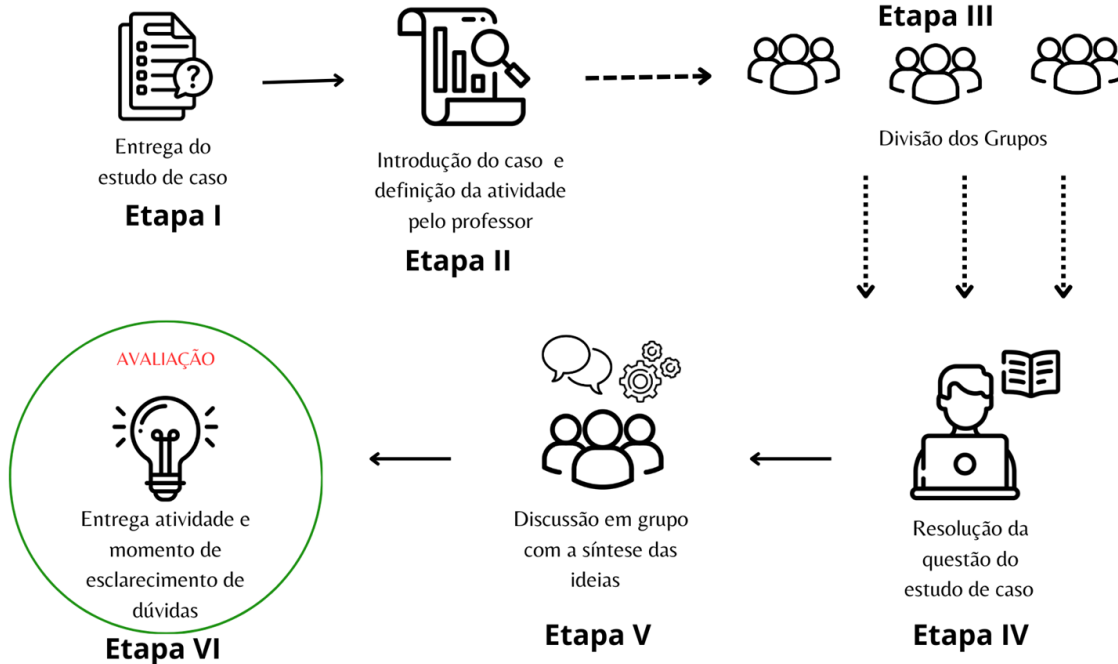 Entrega do
estudo de caso
Etapa I
?
Introdução do caso e
definição da atividade
pelo professor
Etapa II
Etapa III
Divisão dos Grupos
Resolução da
questão do
estudo de caso
Etapa IV
Discussão em grupo
com a síntese das
ideias
Etapa V
AVALIAÇÃO
Entrega atividade e
momento de
esclarecimento de
dúvidas
Etapa VI